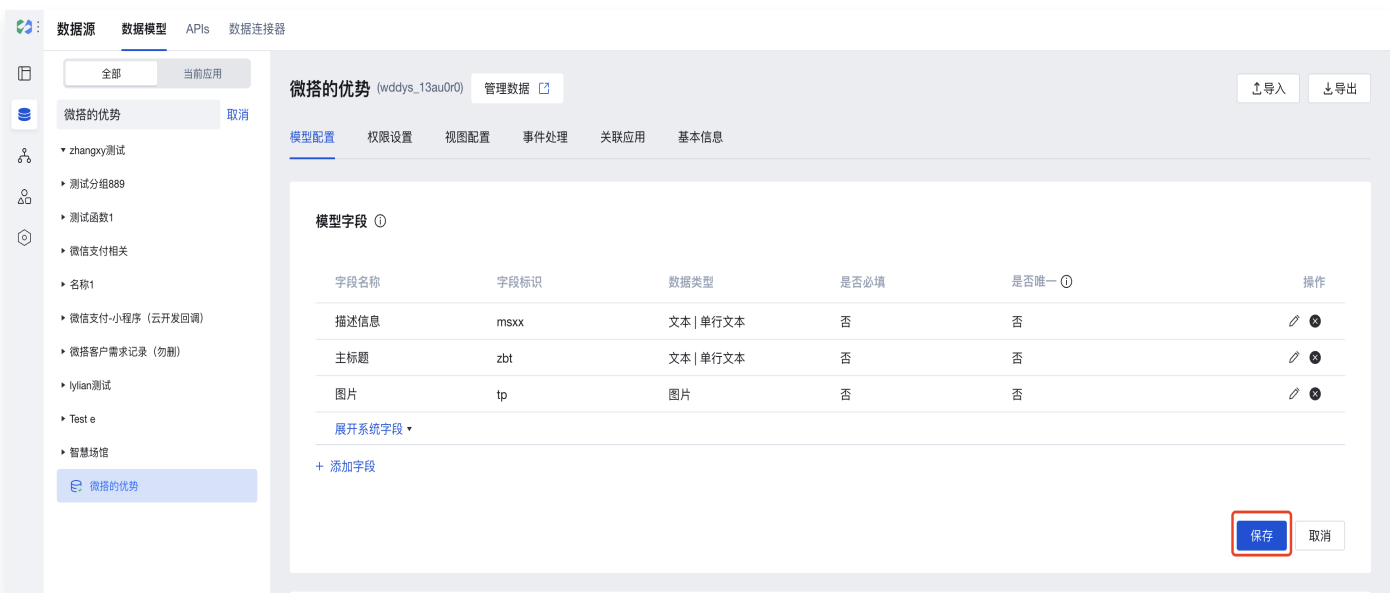 数据源 数据模型 APIs 数据连接器
全部 当前应用
微搭的优势 取消
zhangxy测试
测试分组889
测试函数1
微信支付相关
名称1
微信支付-小程序（云开发回调）
微搭客户需求记录（勿删）
lylian测试
Test e
智慧场馆
微搭的优势
微搭的优势 (wddys_13au0r0) 管理数据 导入 导出
模型配置 权限设置 视图配置 事件处理 关联应用 基本信息
模型字段
字段名称 字段标识 数据类型 是否必填 是否唯一 操作
描述信息 msxx 文本 | 单行文本 否 否
主标题 zbt 文本 | 单行文本 否 否
图片 tp 图片 否 否
展开系统字段
+ 添加字段
保存 取消